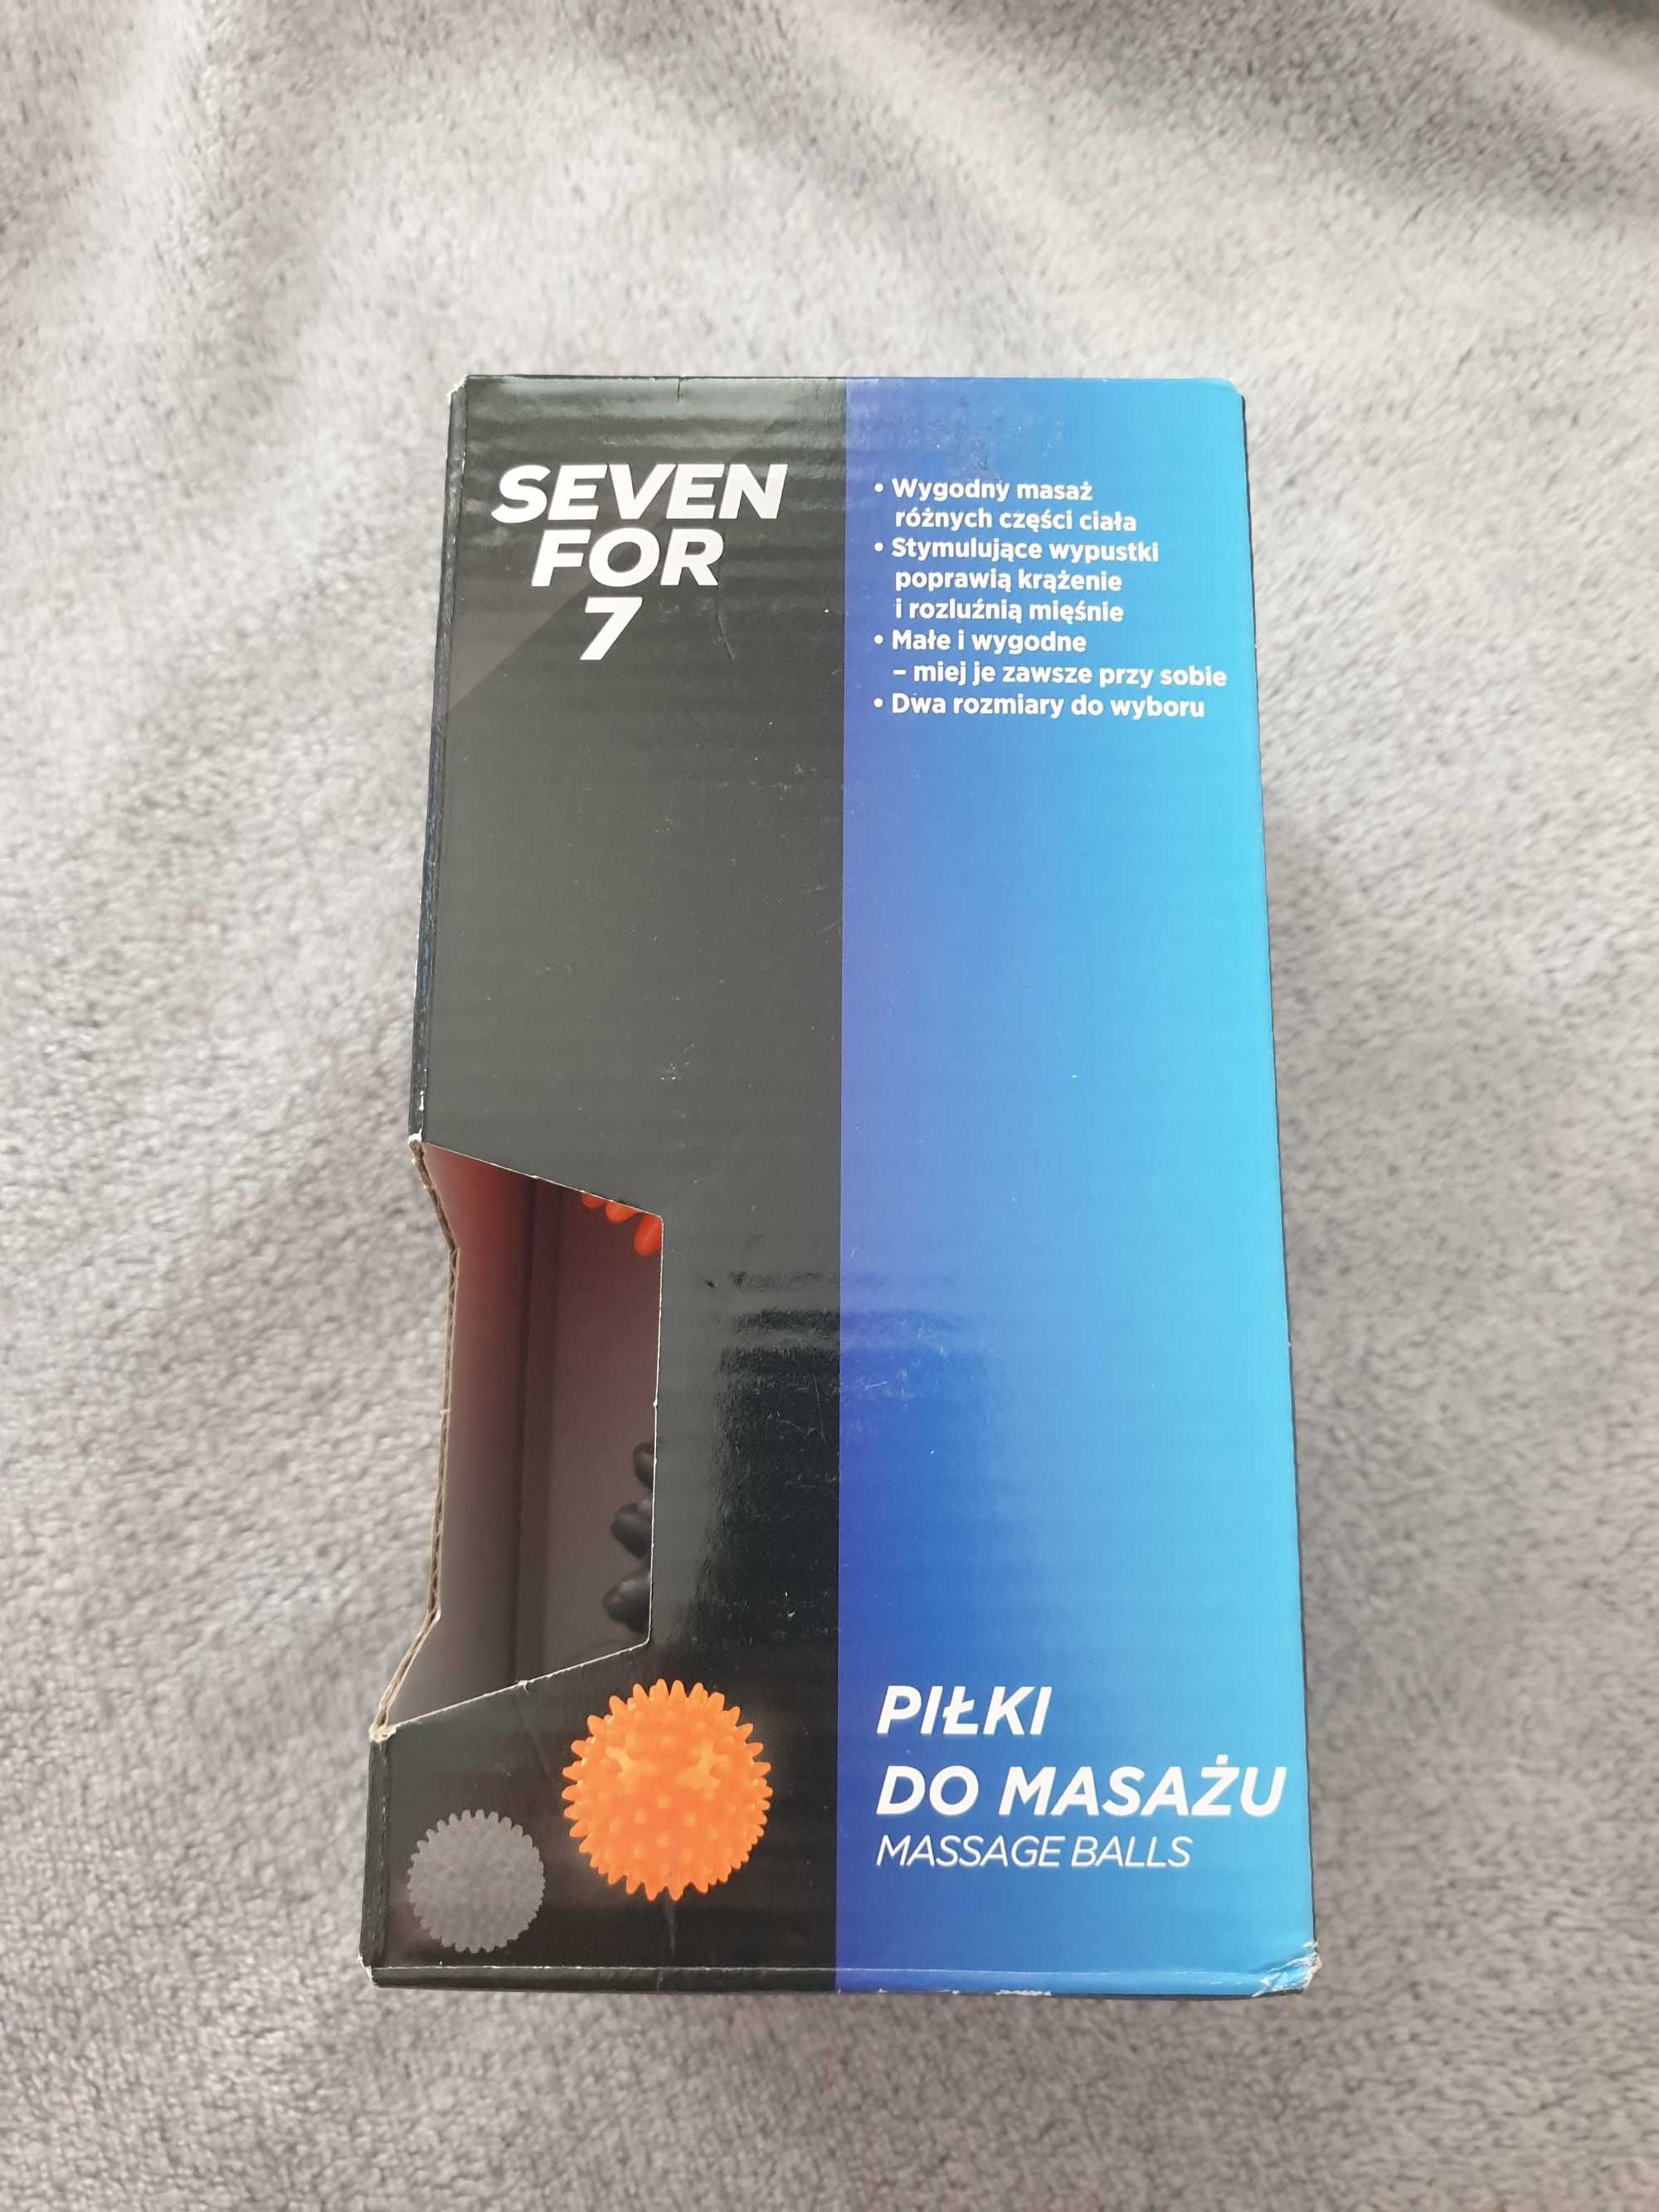 SEVEN
FOR
7
• Wygodny masaż
różnych części ciała
• Stymulujące wypustki
poprawią krążenie
i rozluźnią mięśnie
• Małe i wygodne
– miej je zawsze przy sobie
• Dwa rozmiary do wyboru
PIŁKI
DO MASAŻU
MASSAGE BALLS